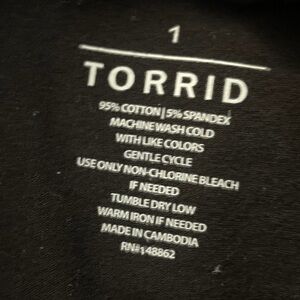 1
TORRID
95% COTTON | 5% SPANDEX
MACHINE WASH COLD
WITH LIKE COLORS
GENTLE CYCLE
USE ONLY NON-CHLORINE BLEACH
IF NEEDED
TUMBLE DRY LOW
WARM IRON IF NEEDED
MADE IN CAMBODIA
RN#148862